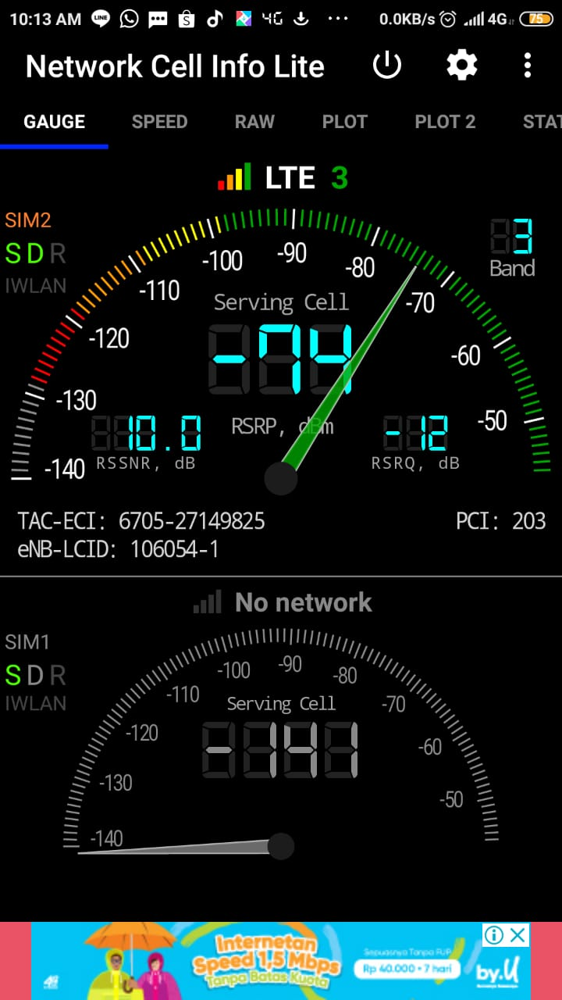 10:13 AM LINE S 4G ... 0.0KB/s 4G 75
Network Cell Info Lite
GAUGE SPEED RAW PLOT PLOT 2 STAT
LTE 3
SIM2
S D R
IWLAN
3
Band
-140 -130 -120 -110 -100 -90 -80 -70 -60 -50
Serving Cell
-74
RSRP, dBm
10.0
RSSNR, dB
-12
RSRQ, dB
TAC-ECI: 6705-27149825 PCI: 203
eNB-LCID: 106054-1
No network
SIM1
S D R
IWLAN
-140 -130 -120 -110 -100 -90 -80 -70 -60 -50
Serving Cell
-141
Internetan
Speed 1,5 Mbps
Tanpa Batas Kuota
Sepuasnya Tanpa FUP
Rp 40.000 • 7 hari
by.U